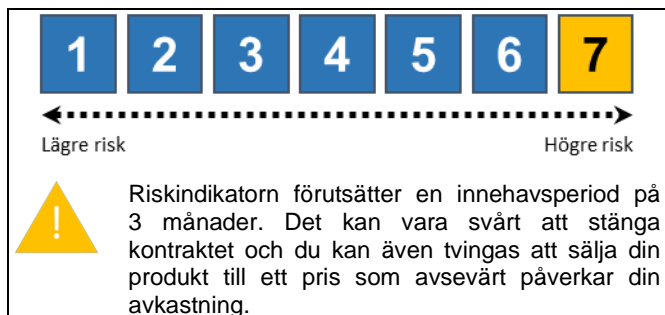 1 2 3 4 5 6 7
Lägre risk Högre risk
!
Riskindikatorn förutsätter en innehavsperiod på
3 månader. Det kan vara svårt att stänga
kontraktet och du kan även tvingas att sälja din
produkt till ett pris som avsevärt påverkar din
avkastning.